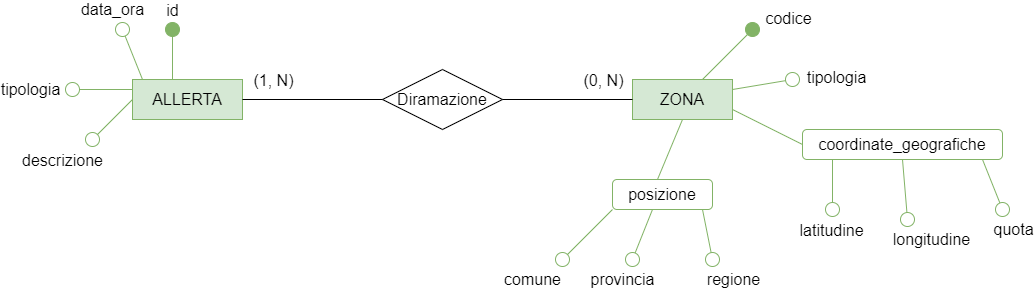 data_ora
id
codice
tipologia
ALLERTA
(1, N)
Diramazione
(0, N)
ZONA
tipologia
descrizione
coordinate_geografiche
posizione
latitudine
longitudine
quota
comune
provincia
regione